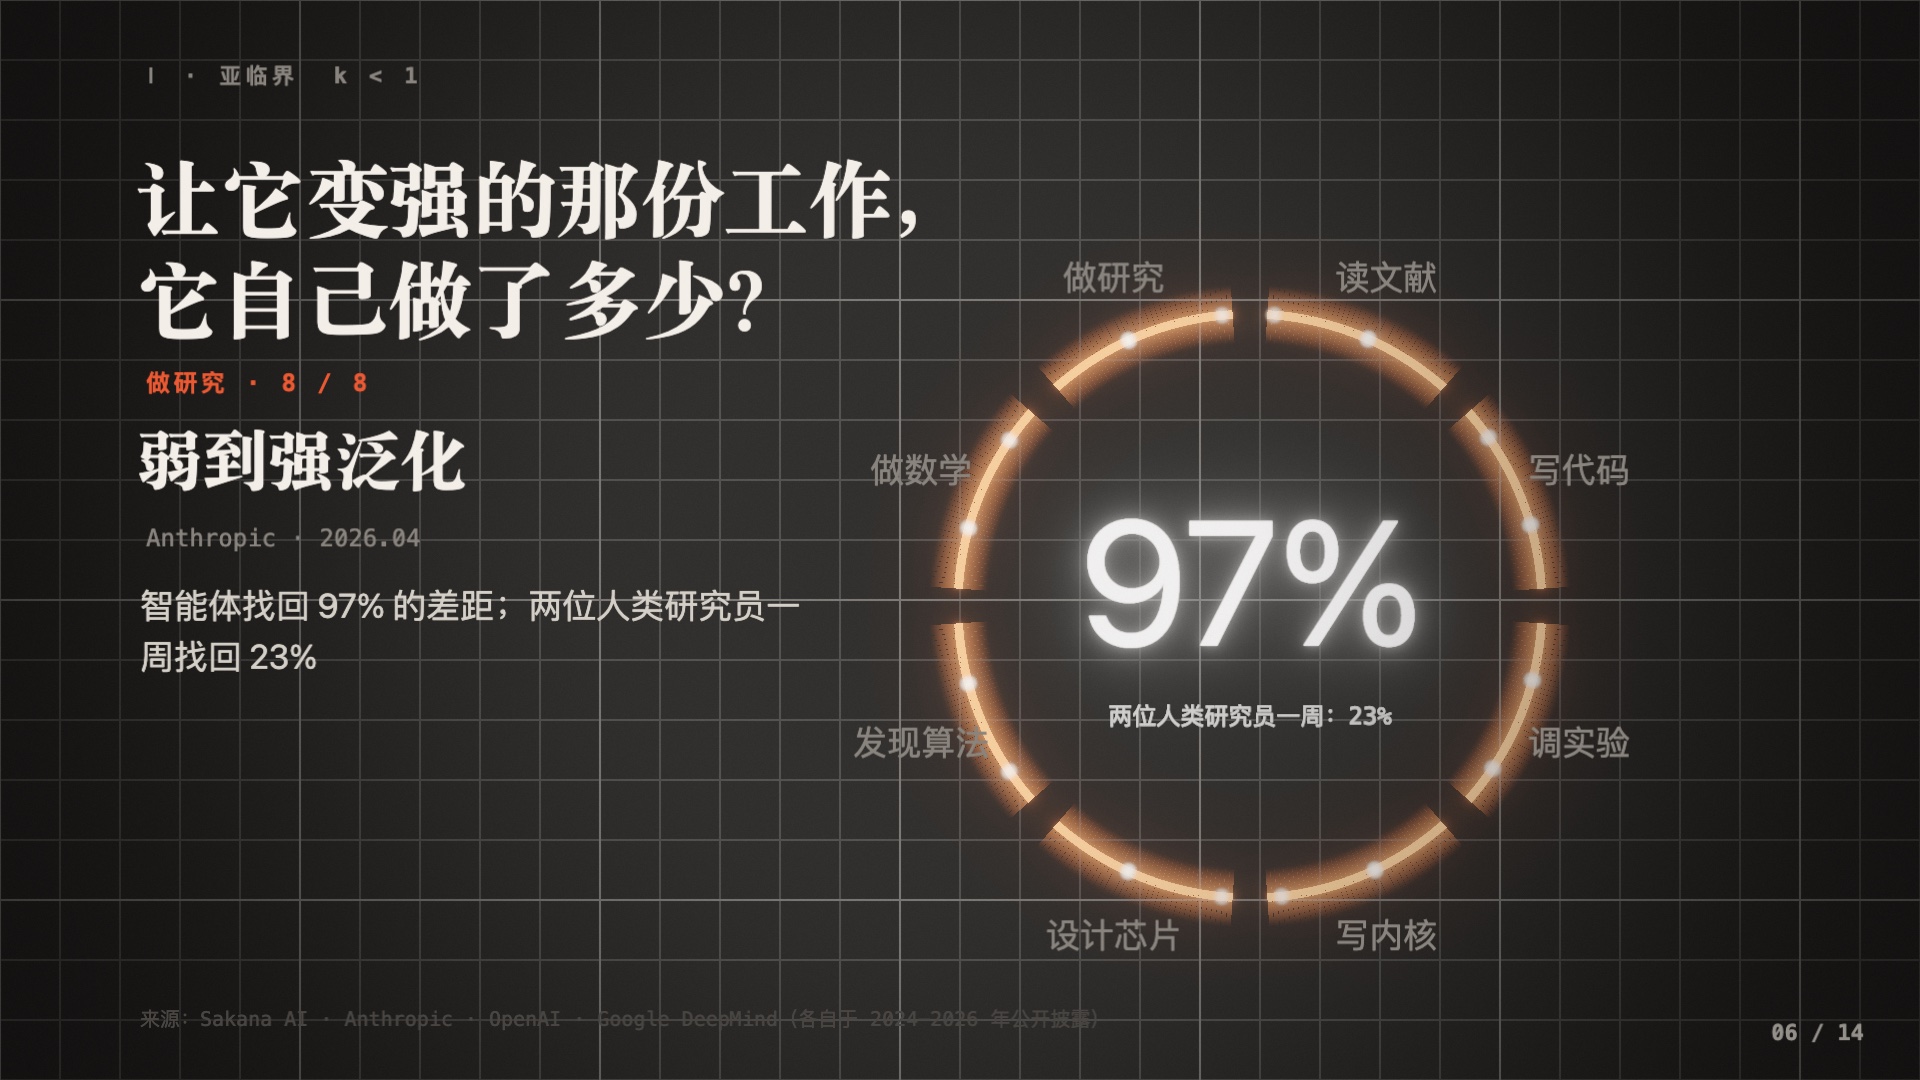 I · 亚临界 k < 1
让它变强的那份工作，
它自己做了多少？
做研究 · 8 / 8
弱到强泛化
Anthropic · 2026.04
智能体找回 97% 的差距；两位人类研究员一
周找回 23%
做研究
读文献
做数学
写代码
97%
两位人类研究员一周：23%
发现算法
调实验
设计芯片
写内核
来源：Sakana AI · Anthropic · OpenAI · Google DeepMind（各自于 2024–2026 年公开披露）
06 / 14